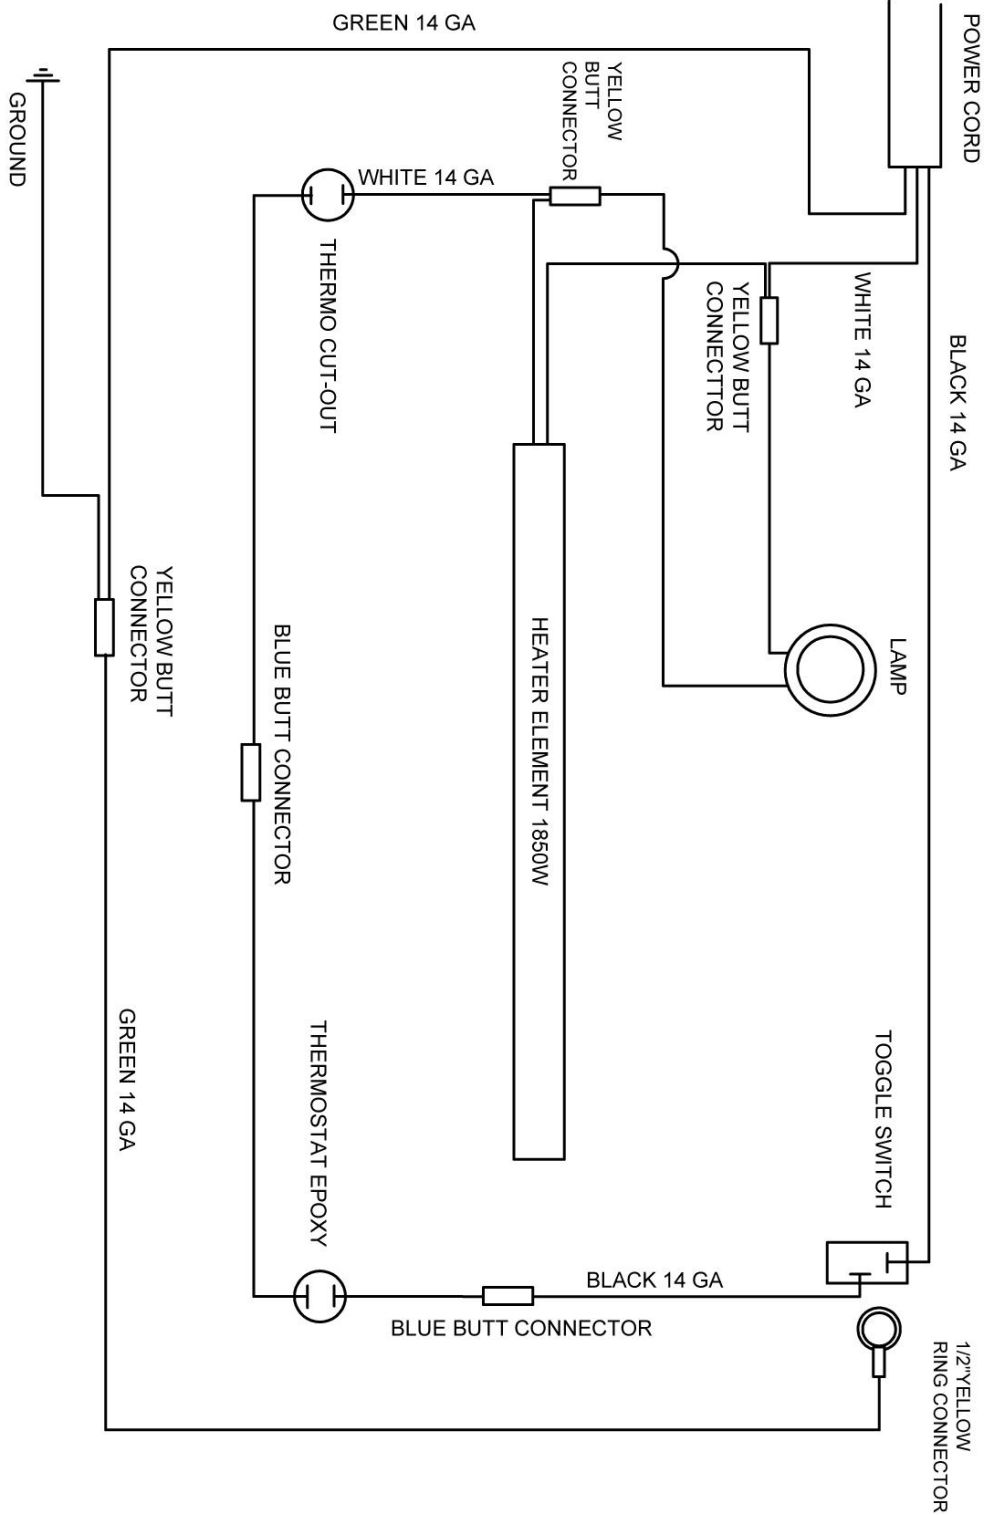 GREEN 14 GA
POWER CORD
GROUND
YELLOW
BUTT
CONNECTOR
WHITE 14 GA
THERMO CUT-OUT
YELLOW BUTT
CONNECTTOR
WHITE 14 GA
BLACK 14 GA
YELLOW BUTT
CONNECTOR
BLUE BUTT CONNECTOR
HEATER ELEMENT 1850W
LAMP
GREEN 14 GA
THERMOSTAT EPOXY
TOGGLE SWITCH
BLACK 14 GA
BLUE BUTT CONNECTOR
1/2"YELLOW
RING CONNECTOR